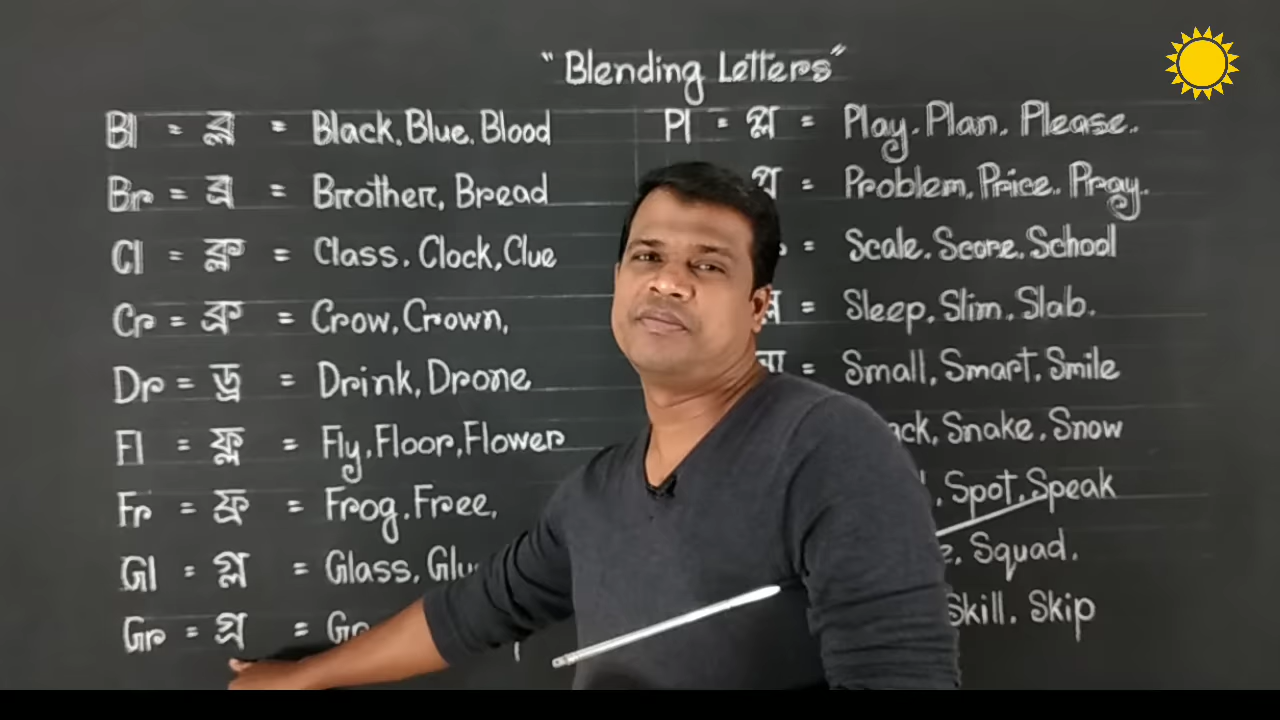 "Blending Letters"
Bl = ব্ল = Black, Blue, Blood
Br = ব্র = Brother, Bread
Cl = ক্ল = Class, Clock, Clue
Cr = ক্র = Crow, Crown,
Dr = ড্র = Drink, Drone
Fl = ফ্ল = Fly, Floor, Flower
Fr = ফ্র = Frog, Free,
Gl = গ্ল = Glass,
Gr = গ্র =
Pl = প্ল = Play, Plan, Please.
প্র = Problem, Price, Pray.
= Scale, Score, School
স্ল = Sleep, Slim, Slab.
= Small, Smart, Smile
Snake, Snow
Spot, Speak
Squad.
Skill, Skip